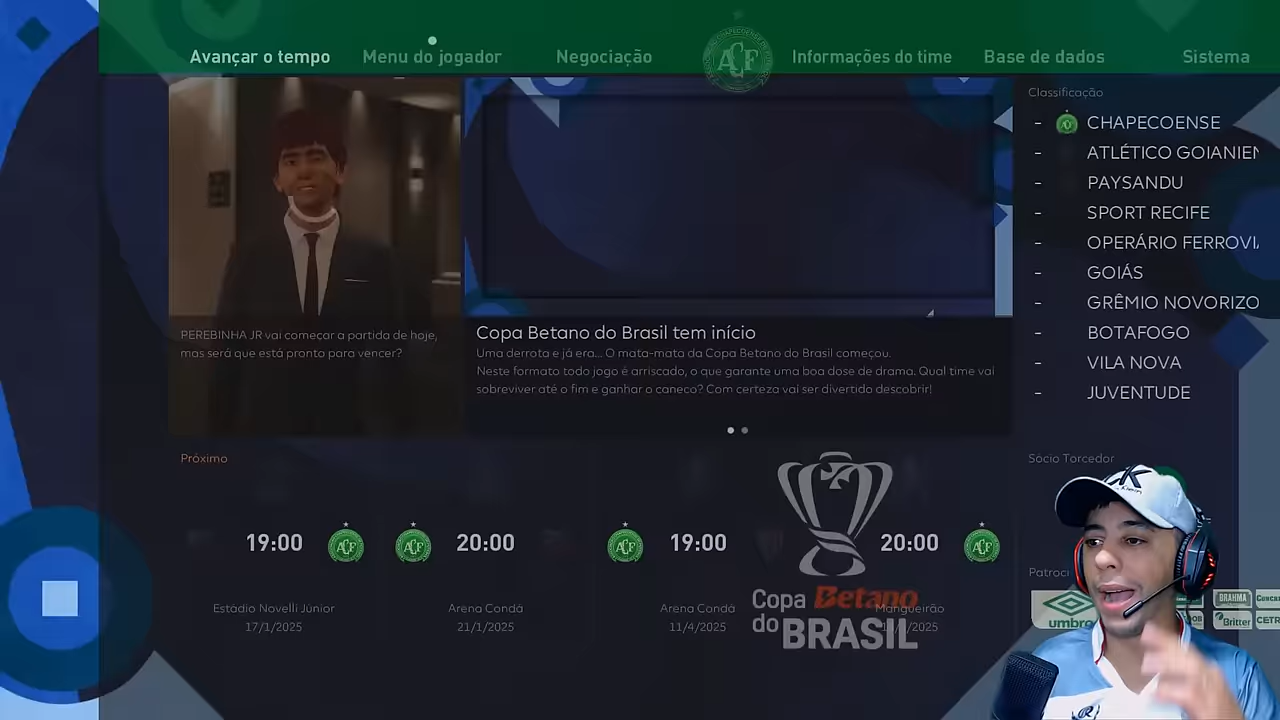 Avançar o tempo
Menu do jogador
Negociação
ACF
Informações do time
Base de dados
Sistema
Classificação
- CHAPECOENSE
- ATLÉTICO GOIANIEN
- PAYSANDU
- SPORT RECIFE
- OPERÁRIO FERROVI
- GOIÁS
- GRÊMIO NOVORIZO
- BOTAFOGO
- VILA NOVA
- JUVENTUDE
PEREBINHA JR vai começar a partida de hoje,
mas será que está pronto para vencer?
Copa Betano do Brasil tem início
Uma derrota e já era... O mata-mata da Copa Betano do Brasil começou.
Neste formato todo jogo é arriscado, o que garante uma boa dose de drama. Qual time vai
sobreviver até o fim e ganhar o caneco? Com certeza vai ser divertido descobrir!
Próximo
19:00
Estádio Novelli Júnior
17/1/2025
20:00
Arena Condá
21/1/2025
19:00
Arena Condá
11/4/2025
20:00
Mangueirão
Copa Betano
do BRASIL
Sócio Torcedor
Patroci
umbro
BRAHMA
Britter
CETR